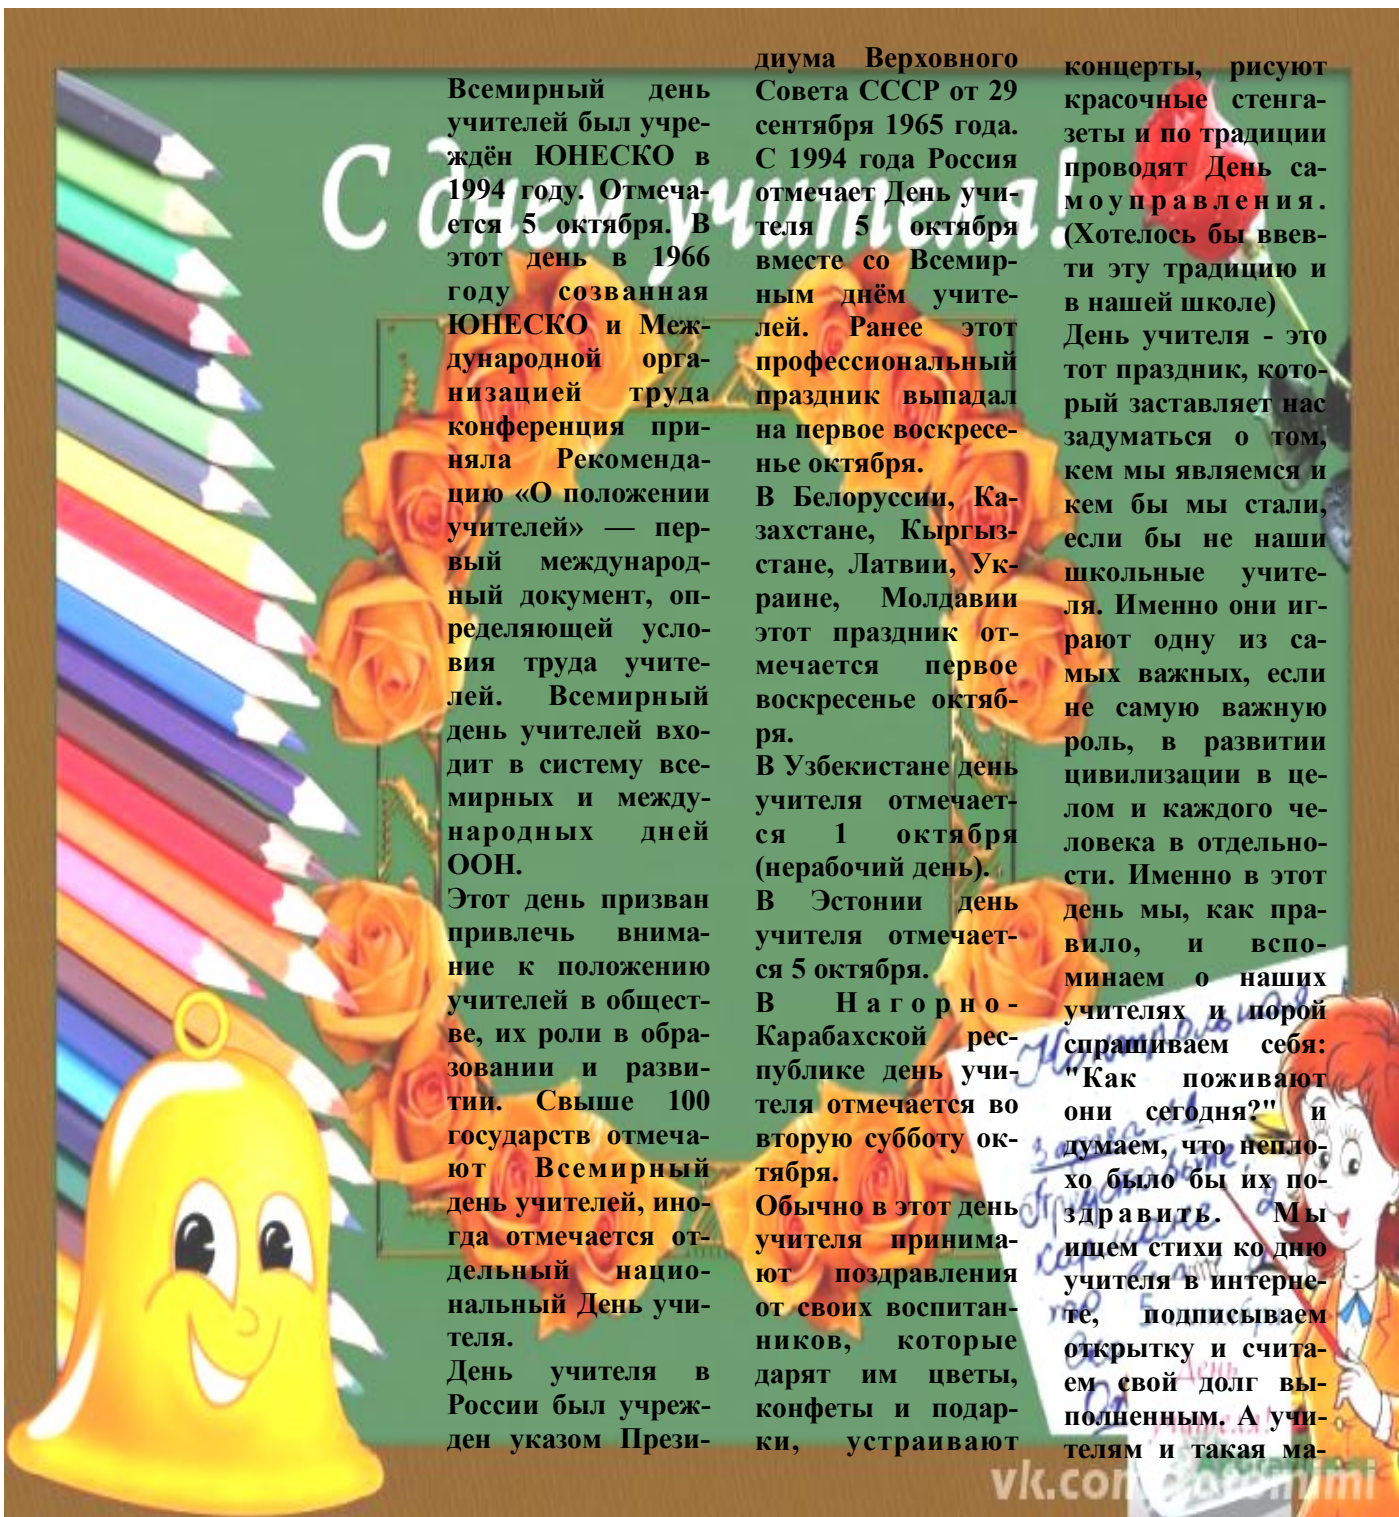 С днем учителя!
Всемирный день
учителей был учре-
ждён ЮНЕСКО в
1994 году. Отмеча-
ется 5 октября. В
этот день в 1966
году созванная
ЮНЕСКО и Меж-
дународной орга-
низацией труда
конференция при-
няла Рекоменда-
цию «О положении
учителей» — пер-
вый международ-
ный документ, оп-
ределяющей усло-
вия труда учите-
лей. Всемирный
день учителей вхо-
дит в систему все-
мирных и между-
народных дней
ООН.
Этот день призван
привлечь внима-
ние к положению
учителей в общест-
ве, их роли в обра-
зовании и разви-
тии. Свыше 100
государств отмеча-
ют Всемирный
день учителей, ино-
гда отмечается от-
дельный нацио-
нальный День учи-
теля.
День учителя в
России был учреж-
ден указом Прези-
диума Верховного
Совета СССР от 29
сентября 1965 года.
С 1994 года Россия
отмечает День учи-
теля 5 октября
вместе со Всемир-
ным днём учите-
лей. Ранее этот
профессиональный
праздник выпадал
на первое воскресе-
нье октября.
В Белоруссии, Ка-
захстане, Кыргыз-
стане, Латвии, Ук-
раине, Молдавии
этот праздник от-
мечается первое
воскресенье октяб-
ря.
В Узбекистане день
учителя отмечает-
ся 1 октября
(нерабочий день).
В Эстонии день
учителя отмечает-
ся 5 октября.
В Нагорно-
Карабахской рес-
публике день учи-
теля отмечается во
вторую субботу ок-
тября.
Обычно в этот день
учителя принима-
ют поздравления
от своих воспитан-
ников, которые
дарят им цветы,
конфеты и подар-
ки, устраивают
концерты, рисуют
красочные стенга-
зеты и по традиции
проводят День са-
моуправления.
(Хотелось бы ввев-
ти эту традицию и
в нашей школе)
День учителя - это
тот праздник, кото-
рый заставляет нас
задуматься о том,
кем мы являемся и
кем бы мы стали,
если бы не наши
школьные учите-
ля. Именно они иг-
рают одну из са-
мых важных, если
не самую важную
роль, в развитии
цивилизации в це-
лом и каждого че-
ловека в отдельно-
сти. Именно в этот
день мы, как пра-
вило, и вспо-
минаем о наших
учителях и порой
спрашиваем себя:
"Как поживают
они сегодня?" и
думаем, что непло-
хо было бы их по-
здравить. Мы
ищем стихи ко дню
учителя в интерне-
те, подписываем
открытку и счита-
ем свой долг вы-
полненным. А учи-
телям и такая ма-
Контрольная
Задача №1
Представьте
День
учителя!